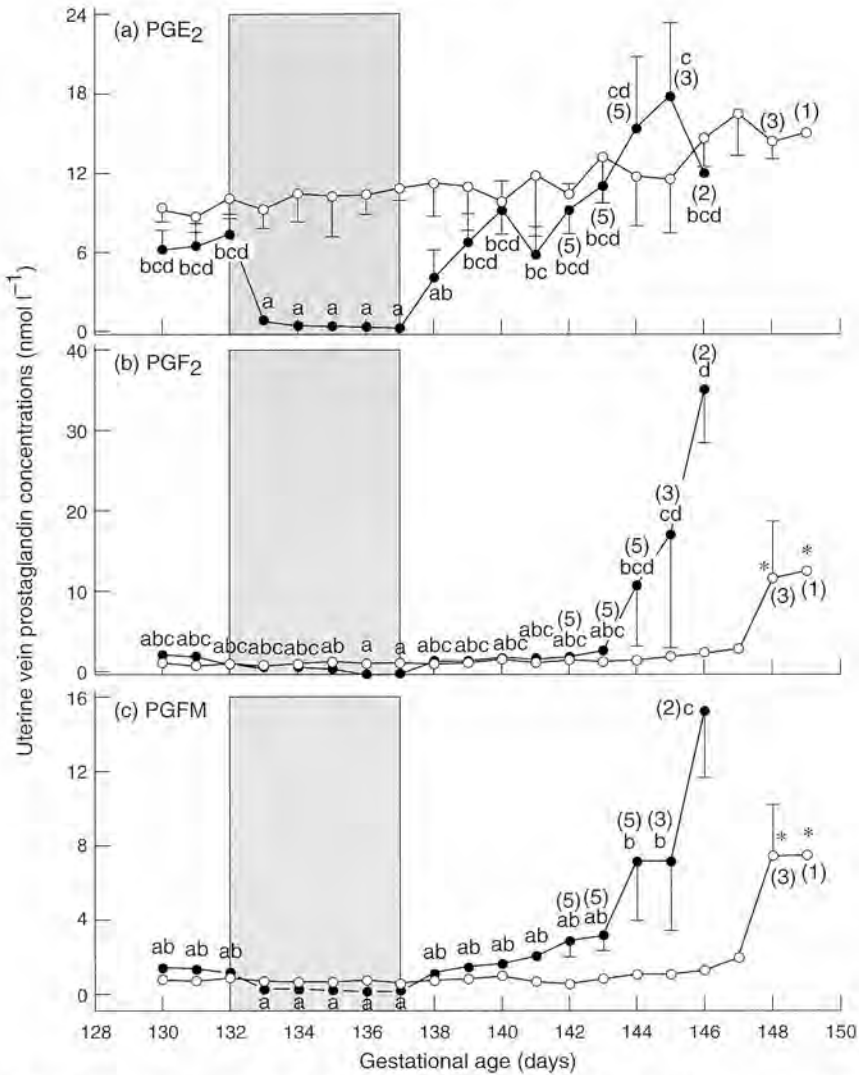 Uterine vein prostaglandin concentrations (nmol l⁻¹)
(a) PGE₂
24
18
12
6
0
bcd bcd bcd a a a a a ab bcd bcd bc (5) bcd (5) bcd cd (5) c (3) (2) bcd (3) (1)
(b) PGF₂
40
30
20
10
0
abc abc abc abc abc ab a a abc abc abc abc (5) abc (5) abc (5) bcd (3) cd (2) d * (3) * (1)
(c) PGFM
16
12
8
4
0
ab ab ab a a a a a ab ab ab ab (5) ab (5) ab (5) b (3) b (2) c * (3) * (1)
128 130 132 134 136 138 140 142 144 146 148 150
Gestational age (days)